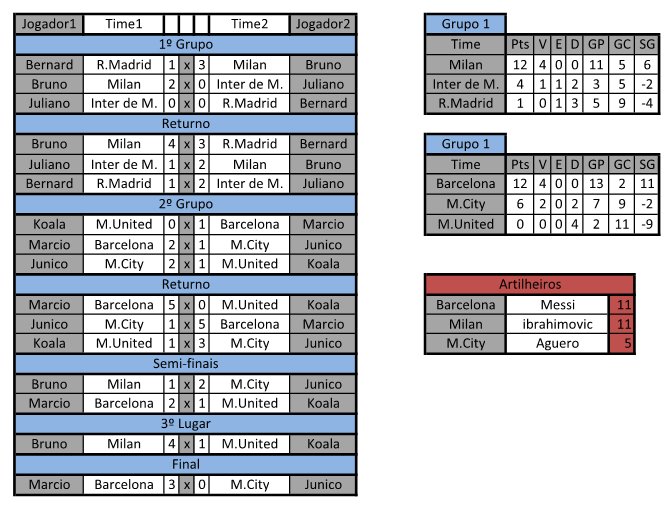 Jogador1 Time1 Time2 Jogador2
1º Grupo
Bernard R.Madrid 1 x 3 Milan Bruno
Bruno Milan 2 x 0 Inter de M. Juliano
Juliano Inter de M. 0 x 0 R.Madrid Bernard
Returno
Bruno Milan 4 x 3 R.Madrid Bernard
Juliano Inter de M. 1 x 2 Milan Bruno
Bernard R.Madrid 1 x 2 Inter de M. Juliano
2º Grupo
Koala M.United 0 x 1 Barcelona Marcio
Marcio Barcelona 2 x 1 M.City Junico
Junico M.City 2 x 1 M.United Koala
Returno
Marcio Barcelona 5 x 0 M.United Koala
Junico M.City 1 x 5 Barcelona Marcio
Koala M.United 1 x 3 M.City Junico
Semi-finais
Bruno Milan 1 x 2 M.City Junico
Marcio Barcelona 2 x 1 M.United Koala
3º Lugar
Bruno Milan 4 x 1 M.United Koala
Final
Marcio Barcelona 3 x 0 M.City Junico
Grupo 1
Time Pts V E D GP GC SG
Milan 12 4 0 0 11 5 6
Inter de M. 4 1 1 2 3 5 -2
R.Madrid 1 0 1 3 5 9 -4
Grupo 1
Time Pts V E D GP GC SG
Barcelona 12 4 0 0 13 2 11
M.City 6 2 0 2 7 9 -2
M.United 0 0 0 4 2 11 -9
Artilheiros
Barcelona Messi 11
Milan ibrahimovic 11
M.City Aguero 5